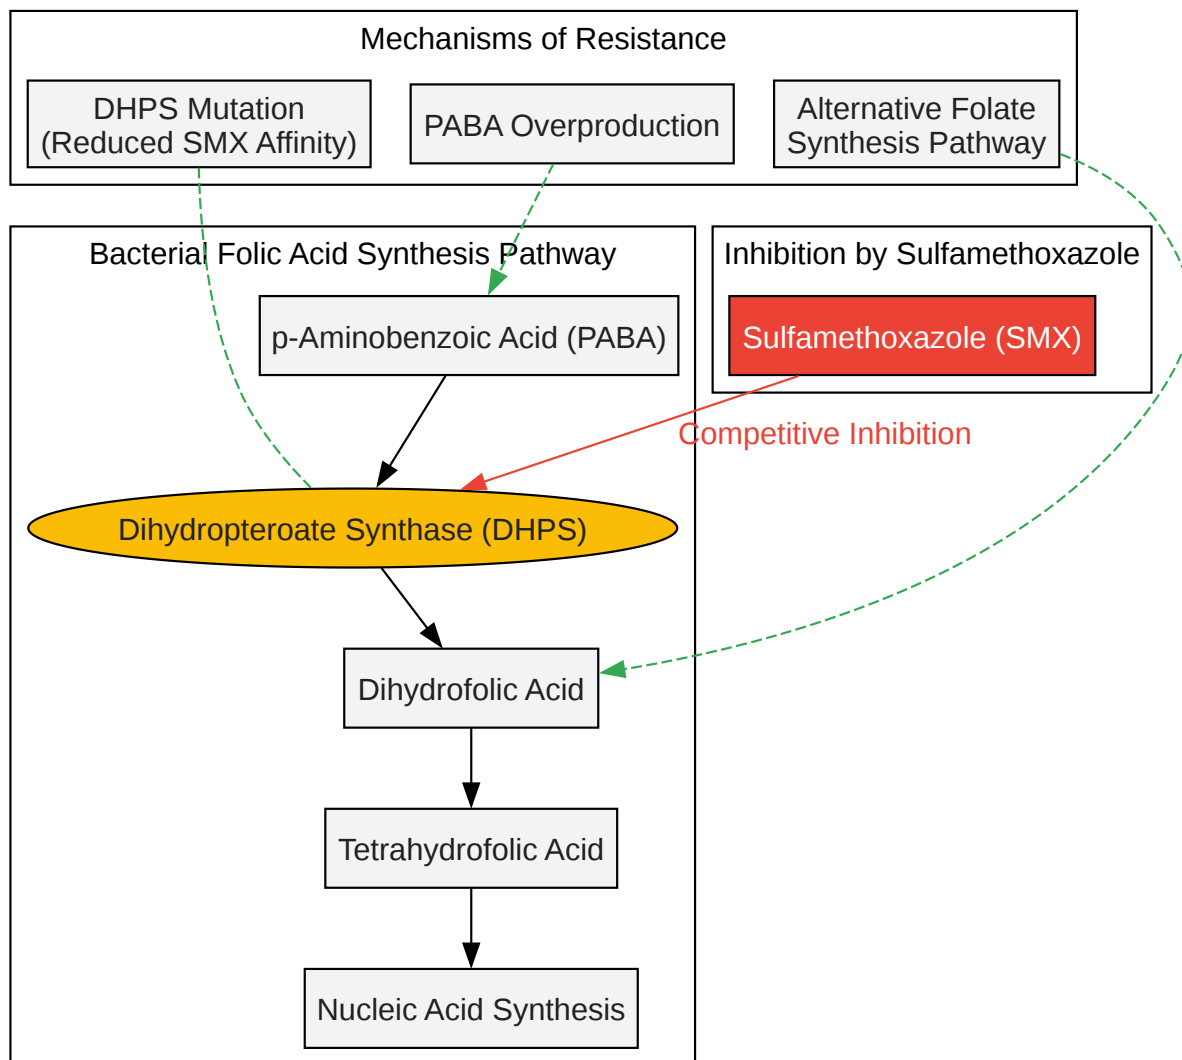 Mechanisms of Resistance
DHPS Mutation
(Reduced SMX Affinity)
PABA Overproduction
Alternative Folate
Synthesis Pathway
Bacterial Folic Acid Synthesis Pathway
Inhibition by Sulfamethoxazole
p-Aminobenzoic Acid (PABA)
Sulfamethoxazole (SMX)
Competitive Inhibition
Dihydropteroate Synthase (DHPS)
Dihydrofolic Acid
Tetrahydrofolic Acid
Nucleic Acid Synthesis